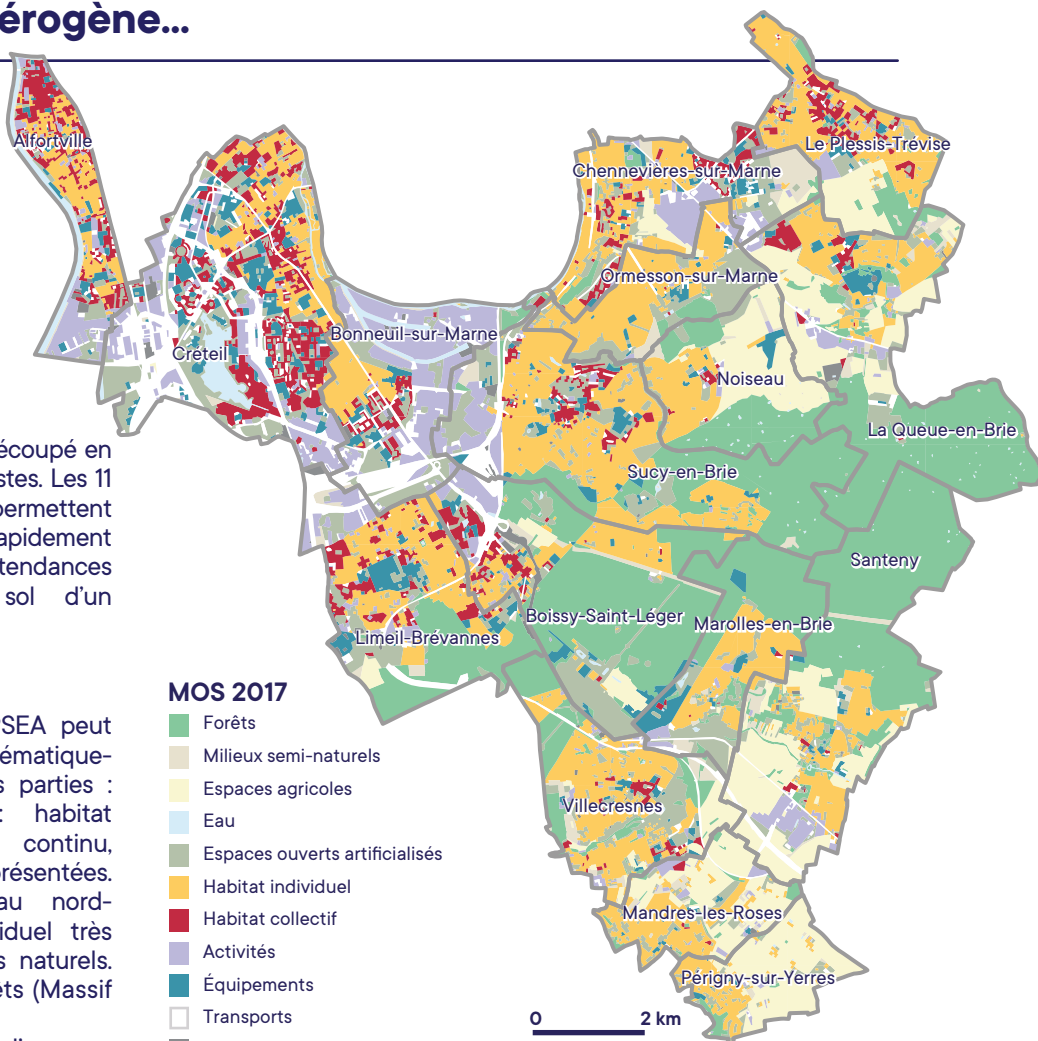 érogène...
Alfortville
Le Plessis-Trévise
Chennevières-sur-Marne
Ormesson-sur-Marne
Bonneuil-sur-Marne
Créteil
Noiseau
La Queue-en-Brie
Sucy-en-Brie
Santeny
Boissy-Saint-Léger
Marolles-en-Brie
Limeil-Brévannes
Villecresnes
Mandres-les-Roses
Périgny-sur-Yerres
écoupé en
stes. Les 11
permettent
apidement
tendances
sol d'un
PSEA peut
ématique-
s parties :
: habitat
continu,
présentées.
au nord-
viduel très
s naturels.
êts (Massif
MOS 2017
Forêts
Milieux semi-naturels
Espaces agricoles
Eau
Espaces ouverts artificialisés
Habitat individuel
Habitat collectif
Activités
Équipements
Transports
0 2 km